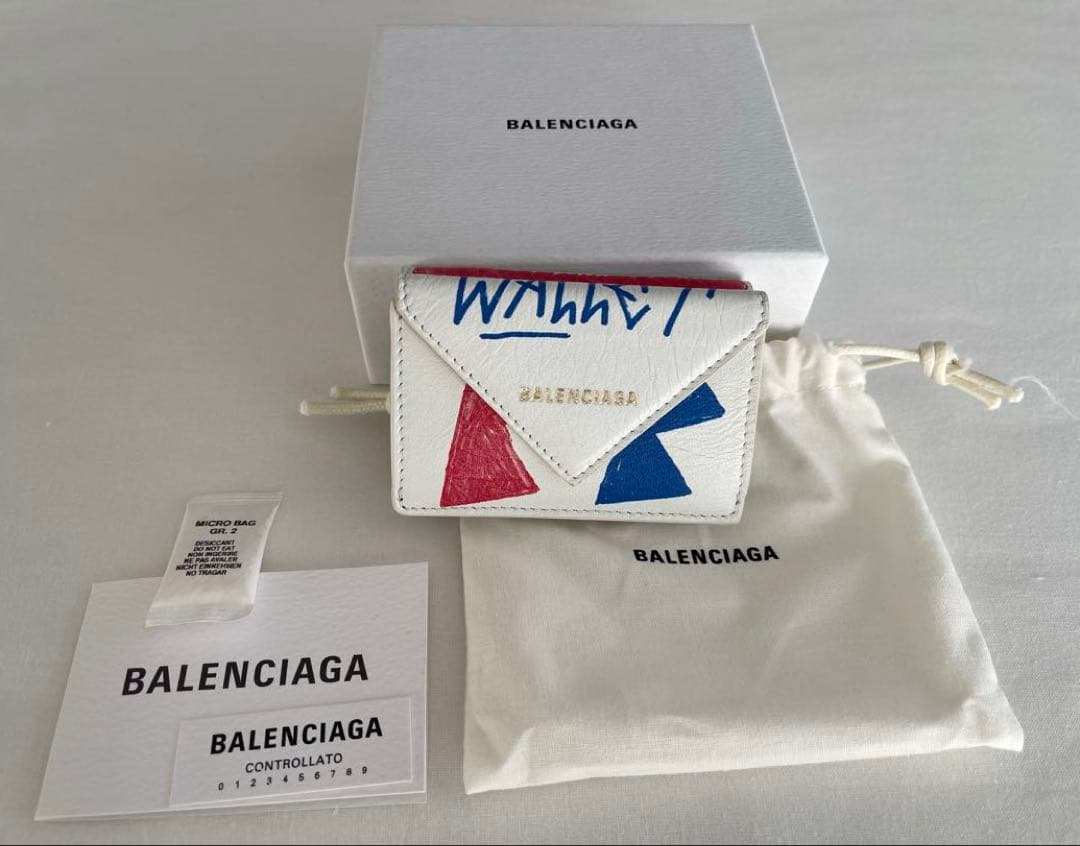 BALENCIAGA
WALLET
BALENCIAGA
BALENCIAGA
MICRO BAG
GR. 2
DESICCANT
DO NOT EAT
NON INGERIRE
NE PAS AVALER
NICHT EINNEHMEN
NO TRAGAR
BALENCIAGA
BALENCIAGA
CONTROLLATO
0 1 2 3 4 5 6 7 8 9